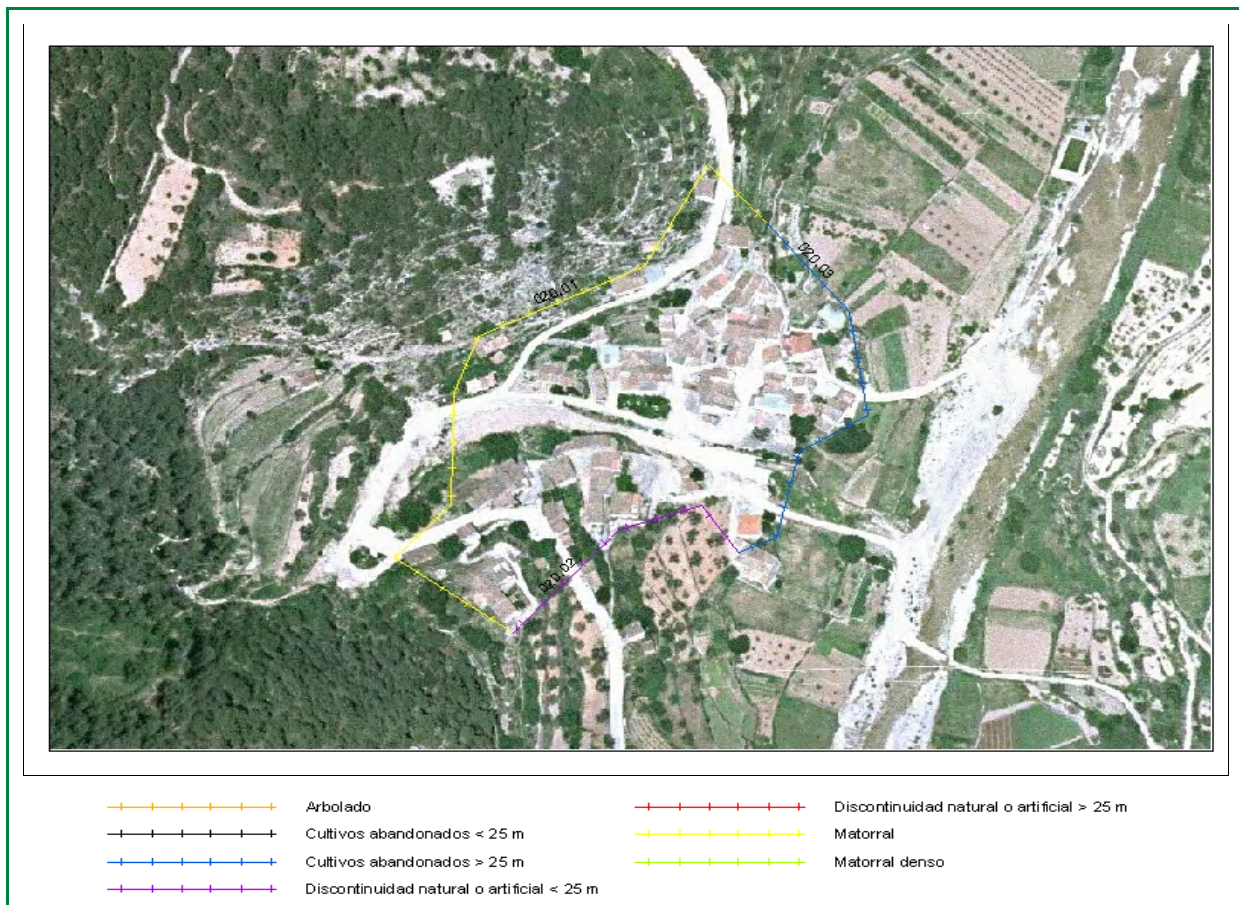 020.01
020.03
020.02
Arbolado
Cultivos abandonados < 25 m
Cultivos abandonados > 25 m
Discontinuidad natural o artificial < 25 m
Discontinuidad natural o artificial > 25 m
Matorral
Matorral denso